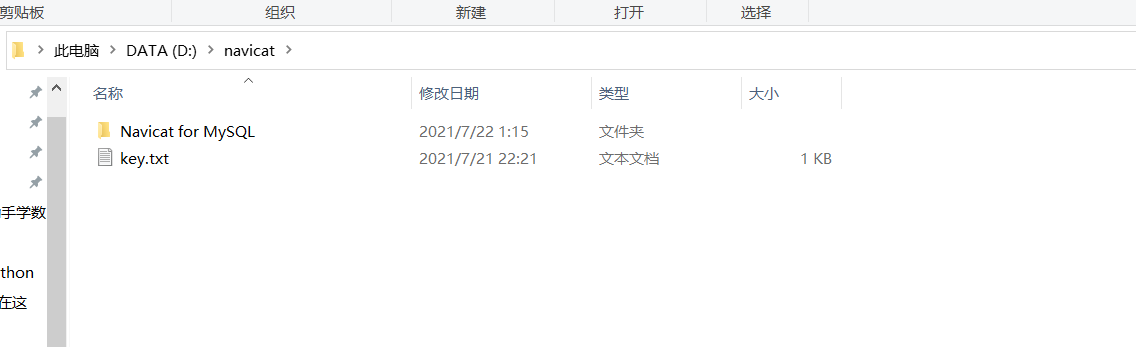 剪贴板 组织 新建 打开 选择
此电脑 DATA (D:) navicat
名称 修改日期 类型 大小
Navicat for MySQL 2021/7/22 1:15 文件夹
key.txt 2021/7/21 22:21 文本文档 1 KB
手学数
thon
在这